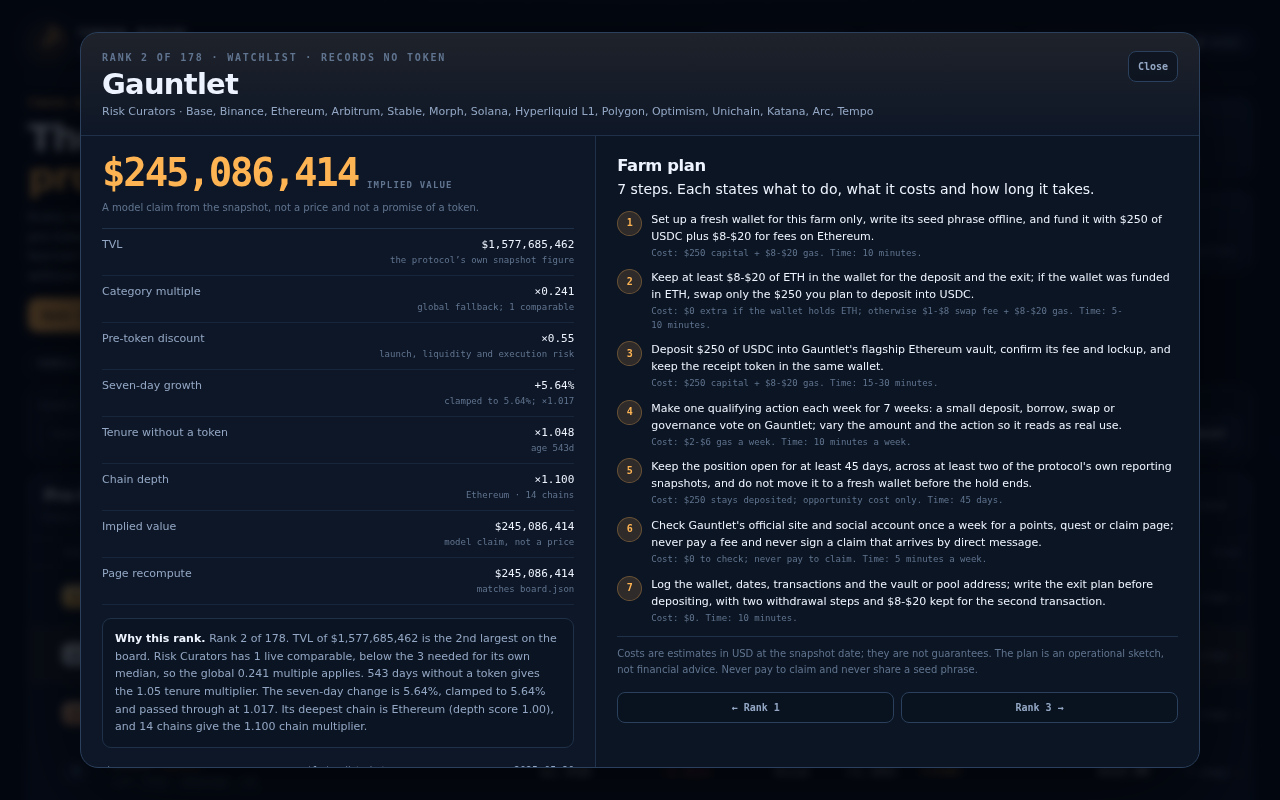 RANK 2 OF 178 · WATCHLIST · RECORDS NO TOKEN
Gauntlet
Risk Curators · Base, Binance, Ethereum, Arbitrum, Stable, Morph, Solana, Hyperliquid L1, Polygon, Optimism, Unichain, Katana, Arc, Tempo
Close
$245,086,414 IMPLIED VALUE
A model claim from the snapshot, not a price and not a promise of a token.
TVL $1,577,685,462
the protocol's own snapshot figure
Category multiple ×0.241
global fallback; 1 comparable
Pre-token discount ×0.55
launch, liquidity and execution risk
Seven-day growth +5.64%
clamped to 5.64%; ×1.017
Tenure without a token ×1.048
age 543d
Chain depth ×1.100
Ethereum · 14 chains
Implied value $245,086,414
model claim, not a price
Page recompute $245,086,414
matches board.json
Why this rank. Rank 2 of 178. TVL of $1,577,685,462 is the 2nd largest on the
board. Risk Curators has 1 live comparable, below the 3 needed for its own
median, so the global 0.241 multiple applies. 543 days without a token gives
the 1.05 tenure multiplier. The seven-day change is 5.64%, clamped to 5.64%
and passed through at 1.017. Its deepest chain is Ethereum (depth score 1.00),
and 14 chains give the 1.100 chain multiplier.
Farm plan
7 steps. Each states what to do, what it costs and how long it takes.
1 Set up a fresh wallet for this farm only, write its seed phrase offline, and fund it with $250 of
USDC plus $8-$20 for fees on Ethereum.
Cost: $250 capital + $8-$20 gas. Time: 10 minutes.
2 Keep at least $8-$20 of ETH in the wallet for the deposit and the exit; if the wallet was funded
in ETH, swap only the $250 you plan to deposit into USDC.
Cost: $0 extra if the wallet holds ETH; otherwise $1-$8 swap fee + $8-$20 gas. Time: 5-
10 minutes.
3 Deposit $250 of USDC into Gauntlet's flagship Ethereum vault, confirm its fee and lockup, and
keep the receipt token in the same wallet.
Cost: $250 capital + $8-$20 gas. Time: 15-30 minutes.
4 Make one qualifying action each week for 7 weeks: a small deposit, borrow, swap or
governance vote on Gauntlet; vary the amount and the action so it reads as real use.
Cost: $2-$6 gas a week. Time: 10 minutes a week.
5 Keep the position open for at least 45 days, across at least two of the protocol's own reporting
snapshots, and do not move it to a fresh wallet before the hold ends.
Cost: $250 stays deposited; opportunity cost only. Time: 45 days.
6 Check Gauntlet's official site and social account once a week for a points, quest or claim page;
never pay a fee and never sign a claim that arrives by direct message.
Cost: $0 to check; never pay to claim. Time: 5 minutes a week.
7 Log the wallet, dates, transactions and the vault or pool address; write the exit plan before
depositing, with two withdrawal steps and $8-$20 kept for the second transaction.
Cost: $0. Time: 10 minutes.
Costs are estimates in USD at the snapshot date; they are not guarantees. The plan is an operational sketch,
not financial advice. Never pay to claim and never share a seed phrase.
← Rank 1
Rank 3 →